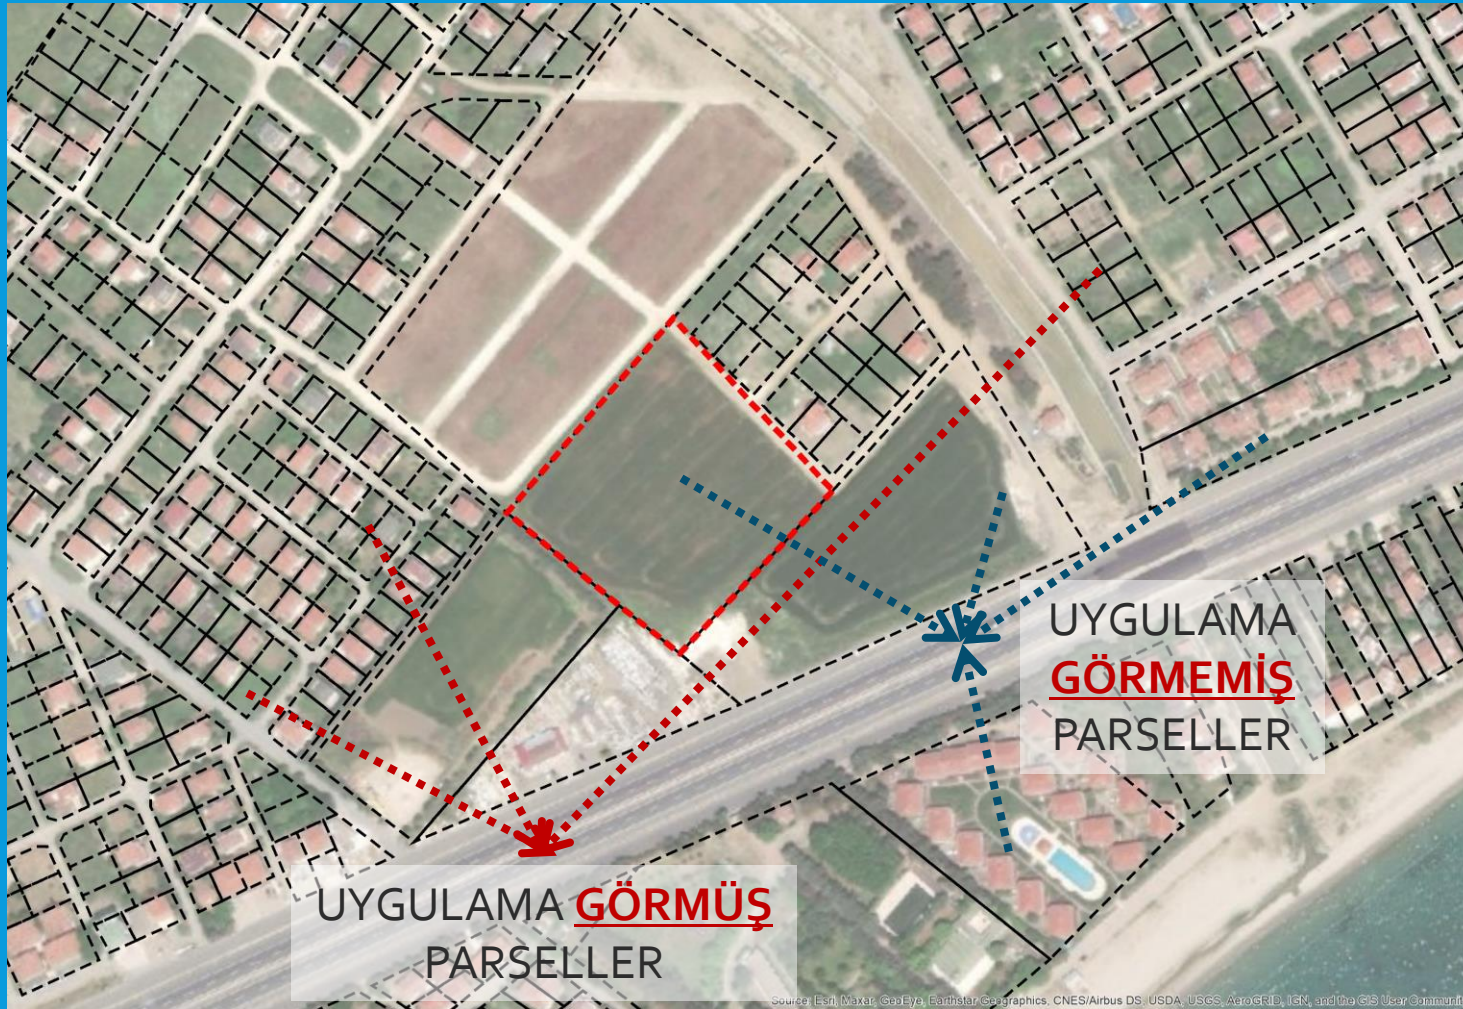 UYGULAMA
GÖRMEMİŞ
PARSELLER
UYGULAMA GÖRMÜŞ
PARSELLER
Source: Esri, Maxar, GeoEye, Earthstar Geographics, CNES/Airbus DS, USDA, USGS, AeroGRID, IGN, and the GIS User Communit